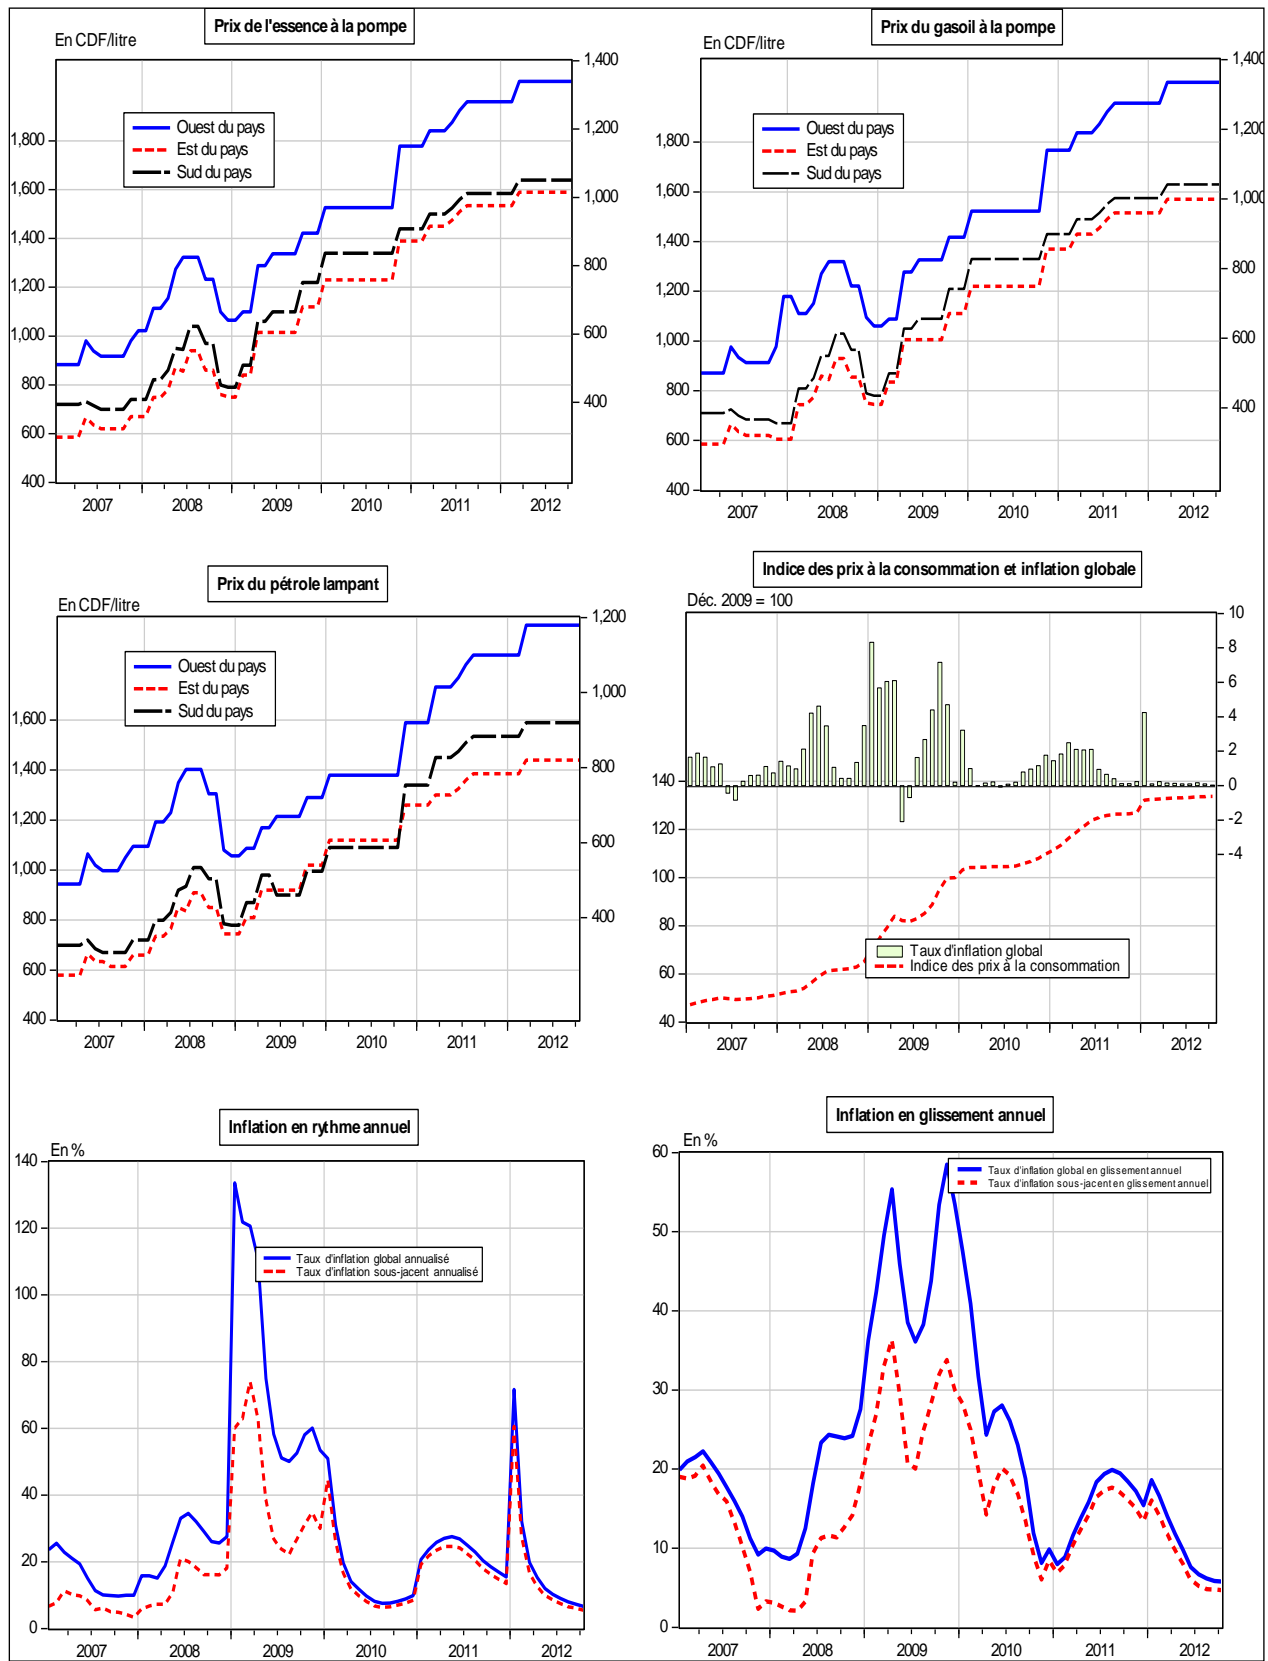 Prix de l'essence à la pompe
En CDF/litre
1,400
1,200
1,000
800
600
400
1,800
1,600
1,400
1,200
1,000
800
600
400
Ouest du pays
Est du pays
Sud du pays
2007 2008 2009 2010 2011 2012
Prix du gasoil à la pompe
En CDF/litre
1,400
1,200
1,000
800
600
400
1,800
1,600
1,400
1,200
1,000
800
600
400
Ouest du pays
Est du pays
Sud du pays
2007 2008 2009 2010 2011 2012
Prix du pétrole lampant
En CDF/litre
1,200
1,000
800
600
400
1,600
1,400
1,200
1,000
800
600
400
Ouest du pays
Est du pays
Sud du pays
2007 2008 2009 2010 2011 2012
Indice des prix à la consommation et inflation globale
Déc. 2009 = 100
10
8
6
4
2
0
-2
-4
140
120
100
80
60
40
Taux d'inflation global
Indice des prix à la consommation
2007 2008 2009 2010 2011 2012
Inflation en rythme annuel
En %
140
120
100
80
60
40
20
0
Taux d'inflation global annualisé
Taux d'inflation sous-jacent annualisé
2007 2008 2009 2010 2011 2012
Inflation en glissement annuel
En %
60
50
40
30
20
10
0
Taux d'inflation global en glissement annuel
Taux d'inflation sous-jacent en glissement annuel
2007 2008 2009 2010 2011 2012